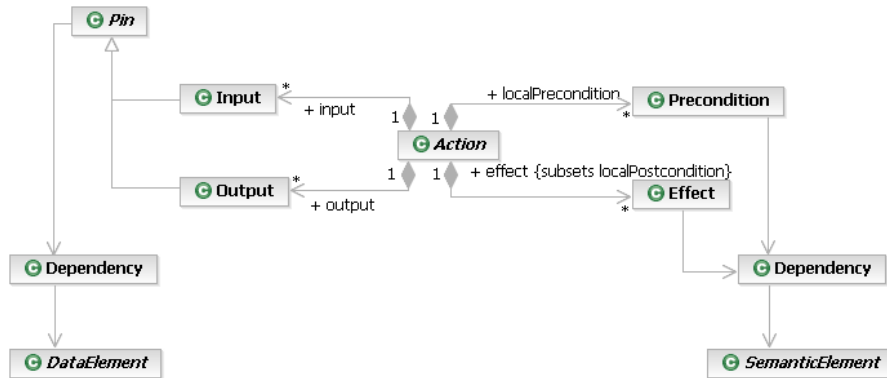 Pin
+ localPrecondition
* Input
Precondition
+ input
1 1
*
Action
1 1
+ effect {subsets localPostcondition}
* Output
Effect
+ output
*
Dependency
Dependency
DataElement
SemanticElement